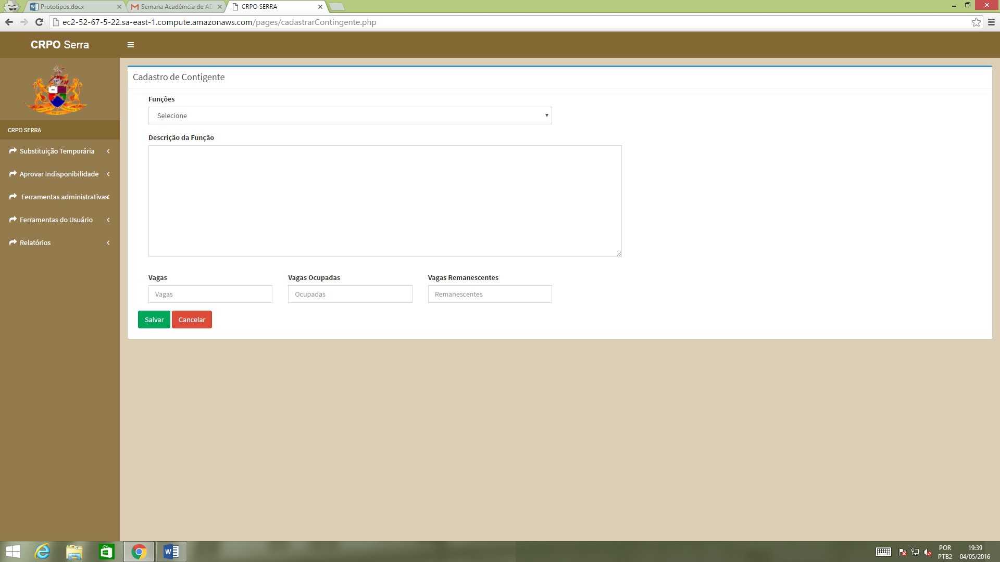 Prototipos.docx
Semana Acadêmcia de AD
CRPO SERRA
ec2-52-67-5-22.sa-east-1.compute.amazonaws.com/pages/cadastrarContingente.php
CRPO Serra
CRPO SERRA
Substituição Temporária
Aprovar Indisponibilidade
Ferramentas administrativas
Ferramentas do Usuário
Relatórios
Cadastro de Contigente
Funções
Selecione
Descrição da Função
Vagas
Vagas Ocupadas
Vagas Remanescentes
Vagas
Ocupadas
Remanescentes
Salvar
Cancelar
POR
PTB2
19:39
04/05/2016